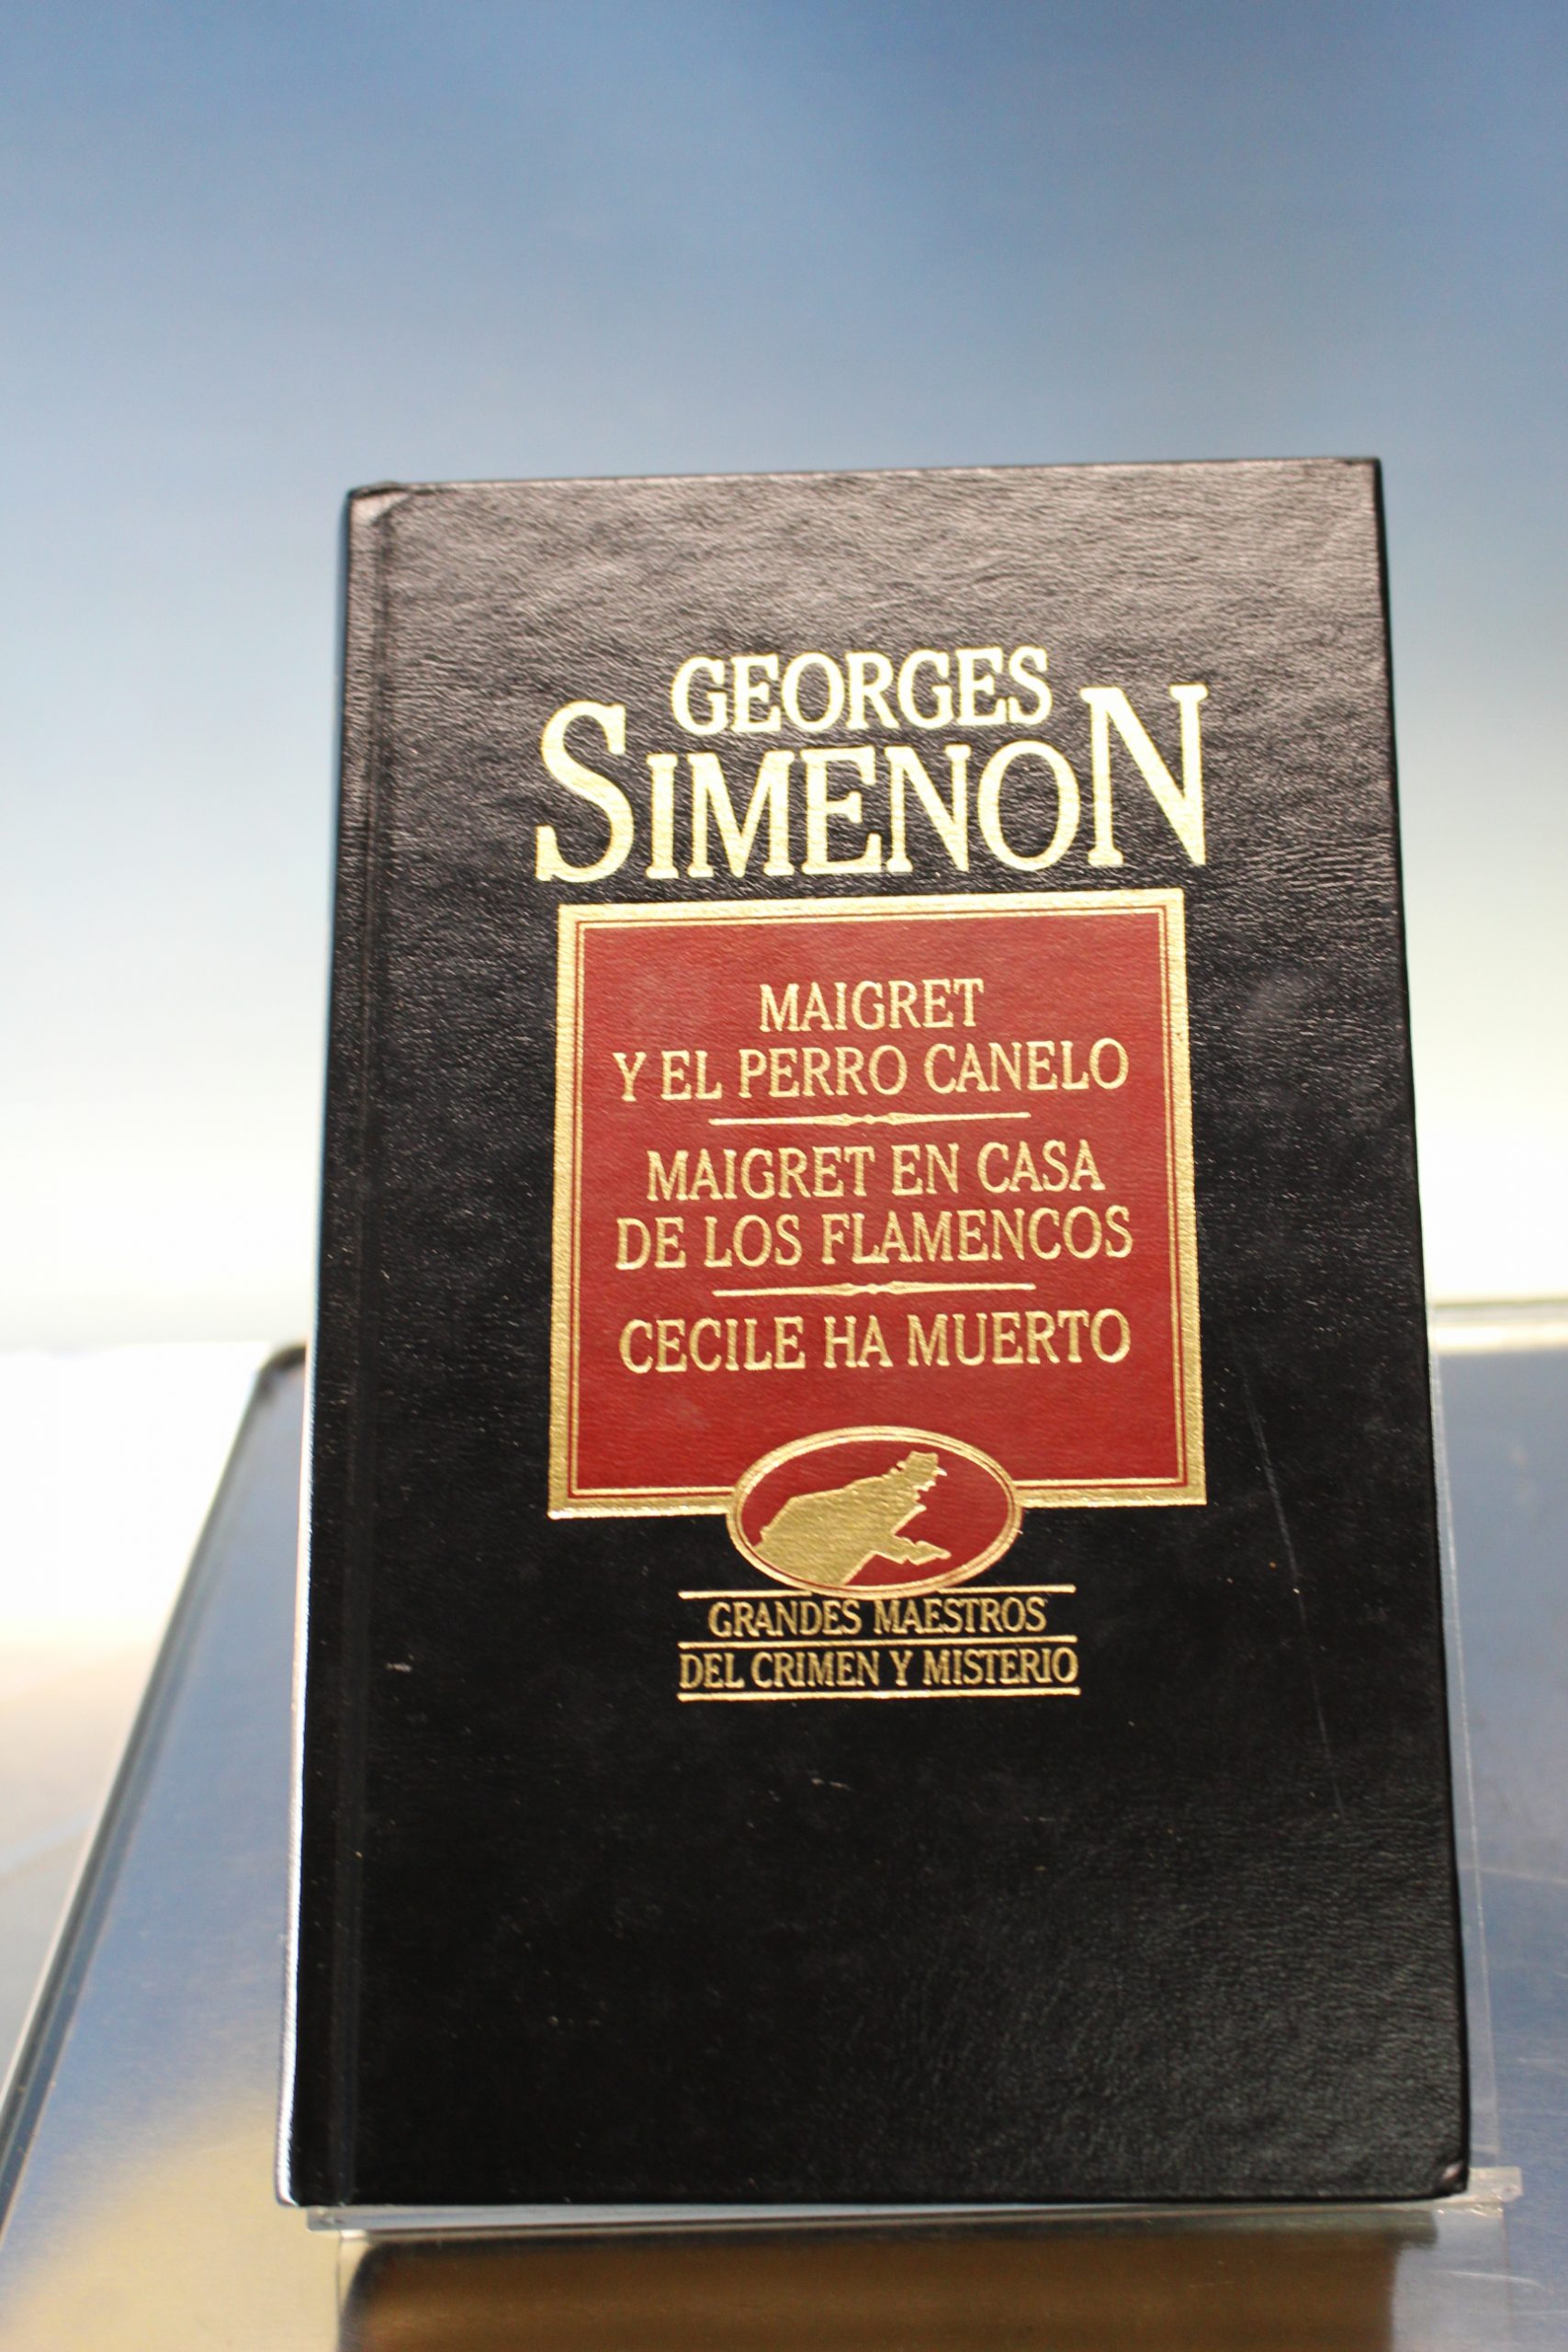 GEORGES
SIMENON
MAIGRET
Y EL PERRO CANELO
MAIGRET EN CASA
DE LOS FLAMENCOS
CECILE HA MUERTO
GRANDES MAESTROS
DEL CRIMEN Y MISTERIO